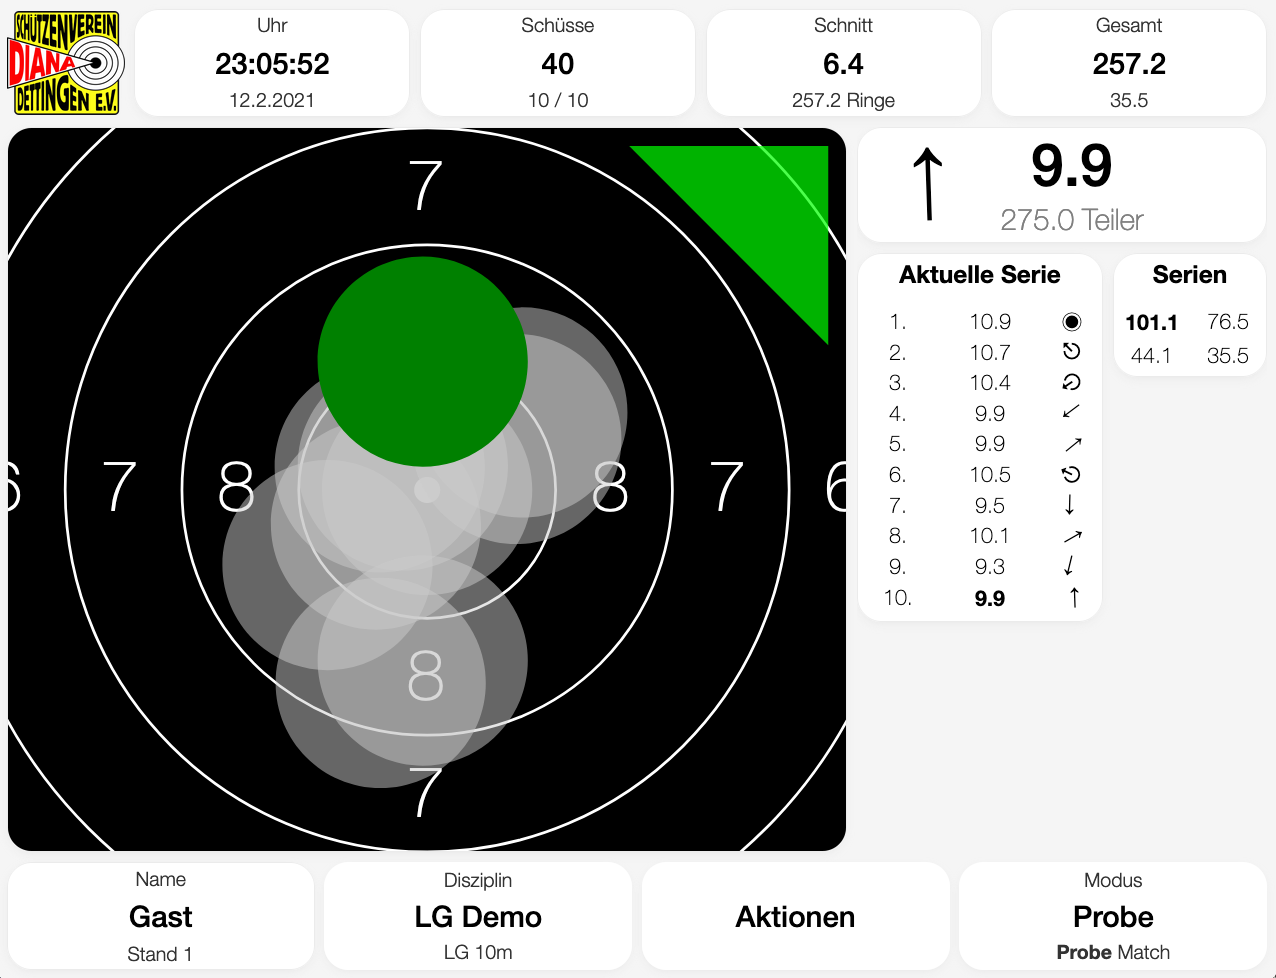 SCHÜTZENVEREIN
DIANA
DETTINGEN E.V.
Uhr
23:05:52
12.2.2021
Schüsse
40
10 / 10
Schnitt
6.4
257.2 Ringe
Gesamt
257.2
35.5
7
6 7 8 8 7 6
8
7
9.9
275.0 Teiler
Aktuelle Serie
1. 10.9
2. 10.7
3. 10.4
4. 9.9
5. 9.9
6. 10.5
7. 9.5
8. 10.1
9. 9.3
10. 9.9
Serien
101.1 76.5
44.1 35.5
Name
Gast
Stand 1
Disziplin
LG Demo
LG 10m
Aktionen
Modus
Probe
Probe Match